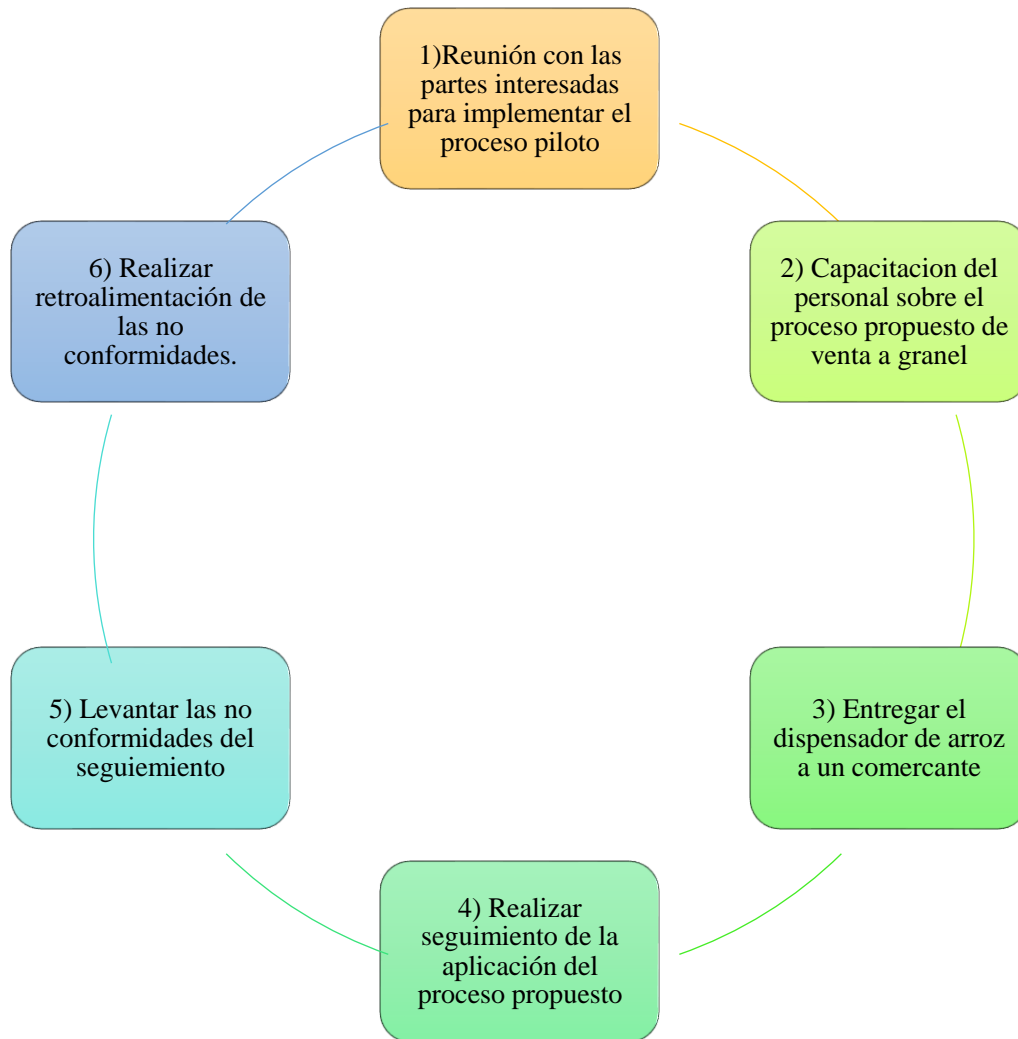 1)Reunión con las
partes interesadas
para implementar el
proceso piloto
2) Capacitacion del
personal sobre el
proceso propuesto de
venta a granel
3) Entregar el
dispensador de arroz
a un comercante
4) Realizar
seguimiento de la
aplicación del
proceso propuesto
5) Levantar las no
conformidades del
seguiemiento
6) Realizar
retroalimentación de
las no
conformidades.